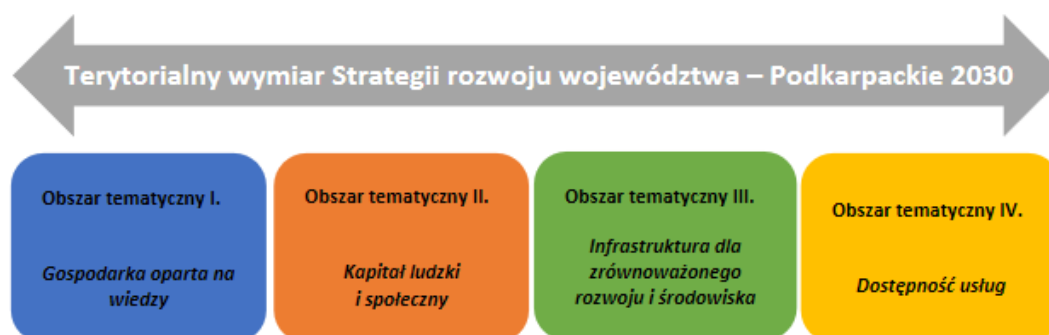 Terytorialny wymiar Strategii rozwoju województwa – Podkarpackie 2030
Obszar tematyczny I.
Gospodarka oparta na
wiedzy
Obszar tematyczny II.
Kapitał ludzki
i społeczny
Obszar tematyczny III.
Infrastruktura dla
zrównoważonego
rozwoju i środowiska
Obszar tematyczny IV.
Dostępność usług